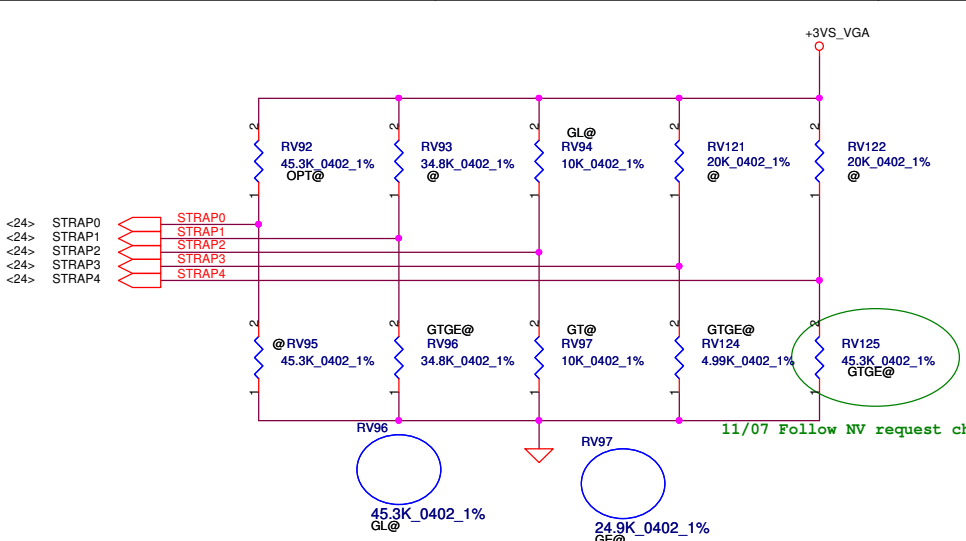 +3VS_VGA
2 2 2 2 2
RV92
45.3K_0402_1%
OPT@
RV93
34.8K_0402_1%
@
GL@
RV94
10K_0402_1%
RV121
20K_0402_1%
@
RV122
20K_0402_1%
@
1 1 1 1 1
<24> STRAP0 STRAP0
<24> STRAP1 STRAP1
<24> STRAP2 STRAP2
<24> STRAP3 STRAP3
<24> STRAP4 STRAP4
2 2 2 2 2
@RV95
45.3K_0402_1%
GTGE@
RV96
34.8K_0402_1%
GT@
RV97
10K_0402_1%
GTGE@
RV124
4.99K_0402_1%
RV125
45.3K_0402_1%
GTGE@
1 1 1 1 1
11/07 Follow NV request ch
RV96
45.3K_0402_1%
GL@
RV97
24.9K_0402_1%
GE@